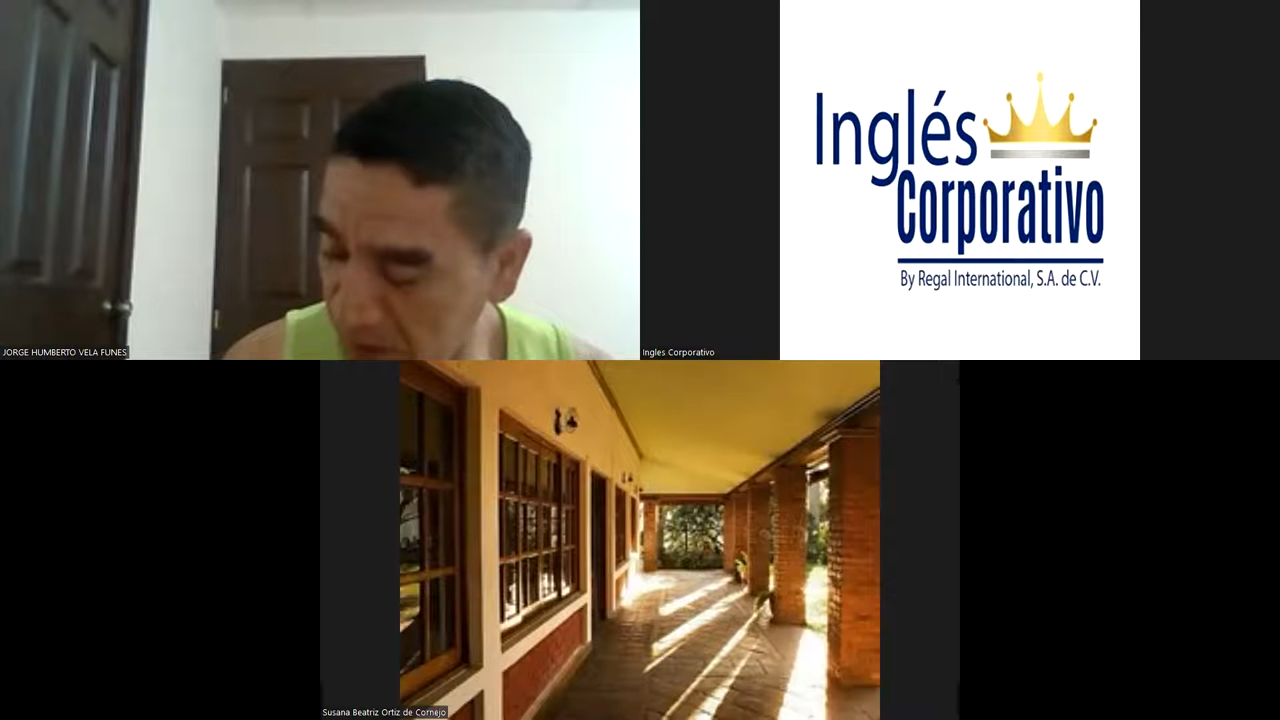 JORGE HUMBERTO VELA FUNES
Inglés
Corporativo
By Regal International, S.A. de C.V.
Ingles Corporativo
Susana Beatriz Ortiz de Cornejo